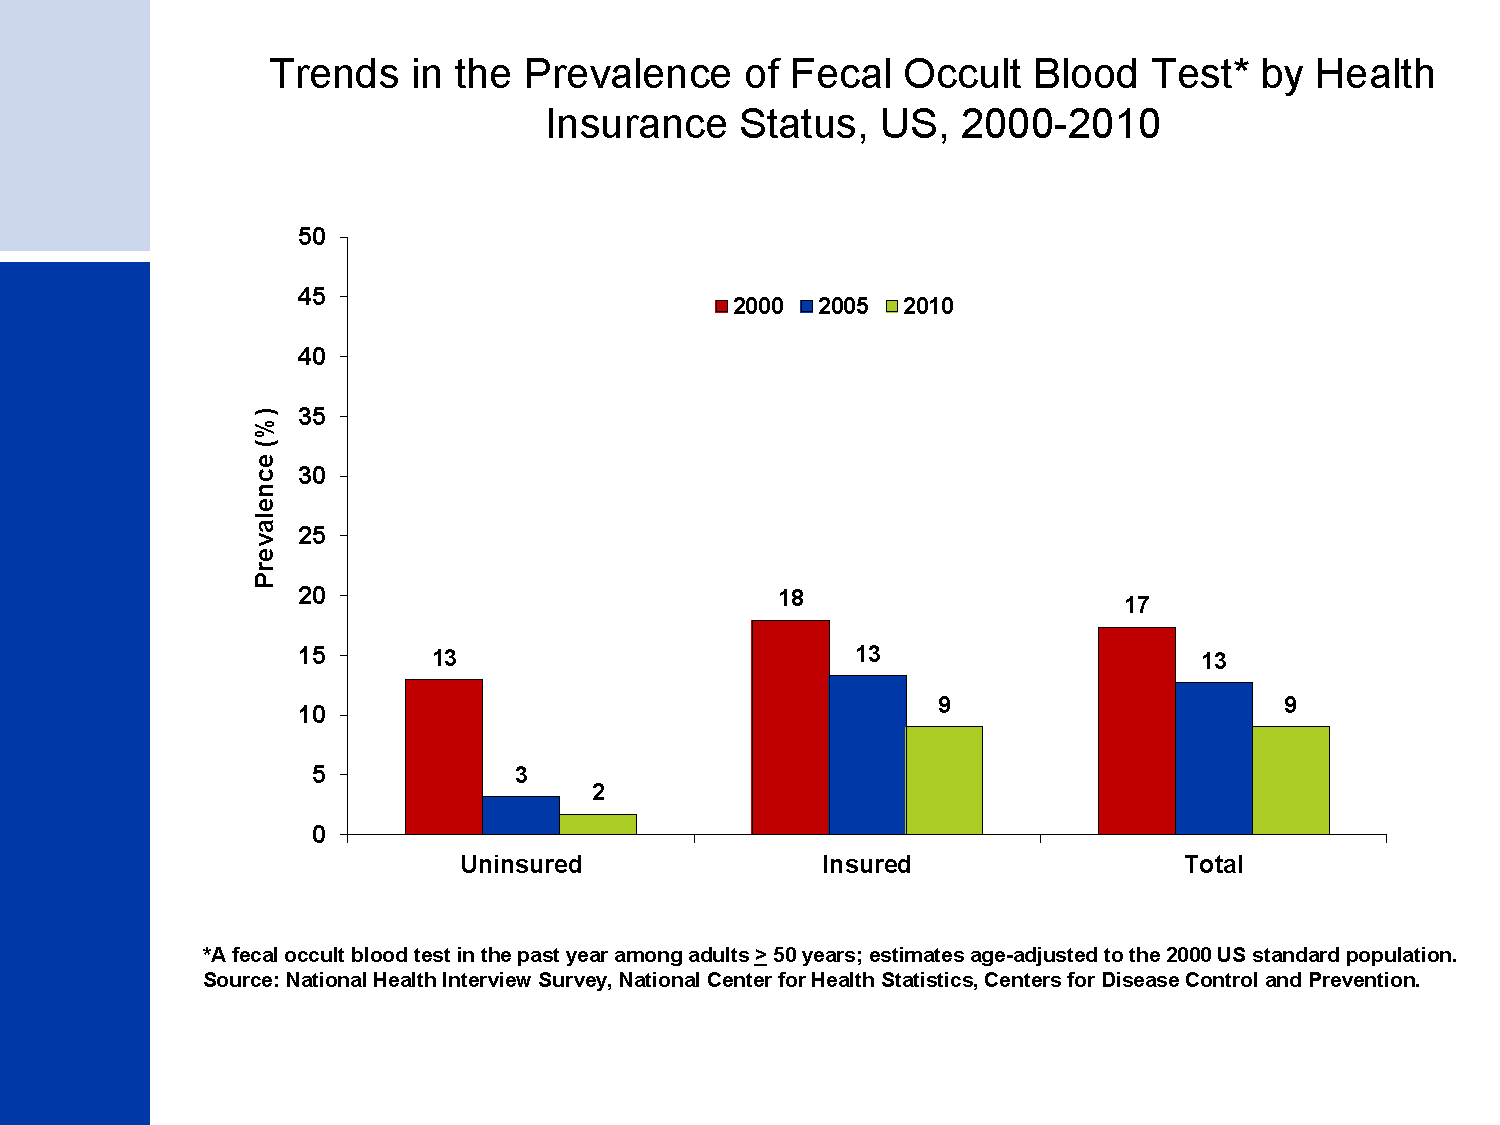 Trends in the Prevalence of Fecal Occult Blood Test* by Health
Insurance Status, US, 2000-2010
50
45
40
35
30
25
20
15
10
5
0
Prevalence (%)
2000 2005 2010
13
3
2
18
13
9
17
13
9
Uninsured Insured Total
*A fecal occult blood test in the past year among adults > 50 years; estimates age-adjusted to the 2000 US standard population.
Source: National Health Interview Survey, National Center for Health Statistics, Centers for Disease Control and Prevention.